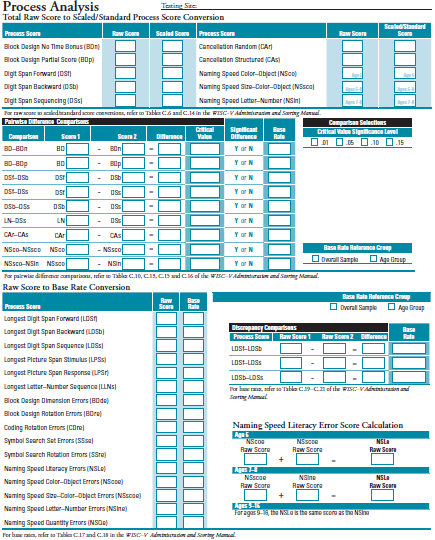 Process Analysis
Testing Site:
Total Raw Score to Scaled/Standard Process Score Conversion
Process Score Raw Score Scaled Score Process Score Raw Score Scaled/Standard Score
Block Design No Time Bonus (BDn) Cancellation Random (CAr)
Block Design Partial Score (BDp) Cancellation Structured (CAs)
Digit Span Forward (DSf) Naming Speed Color–Object (NSco)
Digit Span Backward (DSb) Naming Speed Size–Color–Object (NSsco)
Digit Span Sequencing (DSs) Naming Speed Letter–Number (NSln)
For raw score to scaled/standard score conversions, refer to Tables C.6 and C.14 in the WISC–V Administration and Scoring Manual.
Pairwise Difference Comparisons
Comparison Score 1 Score 2 Difference Critical Value Significant Difference Base Rate
BD–BDn BD - BDn = Y or N
BD–BDp BD - BDp = Y or N
DSf–DSb DSf - DSb = Y or N
DSf–DSs DSf - DSs = Y or N
DSb–DSs DSb - DSs = Y or N
LN–DSs LN - DSs = Y or N
CAr–CAs CAr - CAs = Y or N
NSco–NSsco NSco - NSsco = Y or N
NSsco–NSln NSsco - NSln = Y or N
Comparison Selections
Critical Value Significance Level
.01 .05 .10 .15
Base Rate Reference Group
Overall Sample Ability Group
For pairwise difference comparisons, refer to Tables C.10, C.13, C.15 and C.16 of the WISC–V Administration and Scoring Manual.
Raw Score to Base Rate Conversion
Process Score Raw Score Base Rate
Longest Digit Span Forward (LDSf)
Longest Digit Span Backward (LDSb)
Longest Digit Span Sequence (LDSs)
Longest Picture Span Stimulus (LPSs)
Longest Picture Span Response (LPSr)
Longest Letter–Number Sequence (LLNs)
Block Design Dimension Errors (BDde)
Block Design Rotation Errors (BDre)
Coding Rotation Errors (CDre)
Symbol Search Set Errors (SSse)
Symbol Search Rotation Errors (SSre)
Naming Speed Literacy Errors (NSLe)
Naming Speed Color–Object Errors (NScoe)
Naming Speed Size–Color–Object Errors (NSscoe)
Naming Speed Letter–Number Errors (NSlne)
Naming Speed Quantity Errors (NSQe)
For base rates, refer to Tables C.17 and C.18 in the WISC–V Administration and Scoring Manual.
Base Rate Reference Group
Overall Sample Age Group
Discrepancy Comparisons
Process Score Raw Score 1 Raw Score 2 Difference Base Rate
LDSf–LDSb - =
LDSf–LDSs - =
LDSb–LDSs - =
For base rates, refer to Tables C.19–C.21 of the WISC–V Administration and
Scoring Manual.
Naming Speed Literacy Error Score Calculation
Age 6
NScoe Raw Score + NSscoe Raw Score = NSLe Raw Score
Ages 7–8
NSscoe Raw Score + NSlne Raw Score = NSLe Raw Score
Ages 9–16
For ages 9–16, the NSLe is the same score as the NSlne